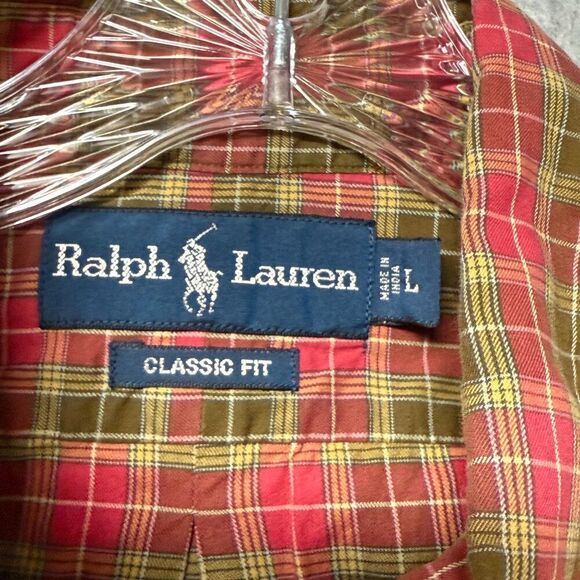 Ralph Lauren
MADE IN
INDIA
L
CLASSIC FIT